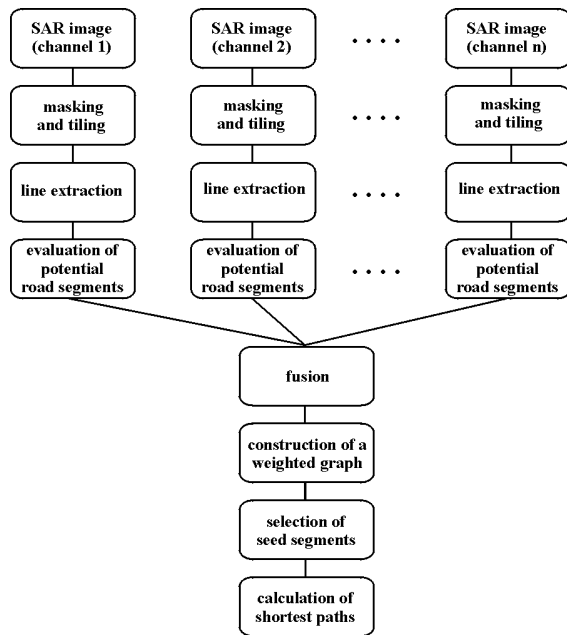 SAR image
(channel 1)
SAR image
(channel 2)
. . . .
SAR image
(channel n)
masking
and tiling
masking
and tiling
. . . .
masking
and tiling
line extraction
line extraction
. . . .
line extraction
evaluation of
potential
road segments
evaluation of
potential
road segments
. . . .
evaluation of
potential
road segments
fusion
construction of a
weighted graph
selection of
seed segments
calculation of
shortest paths